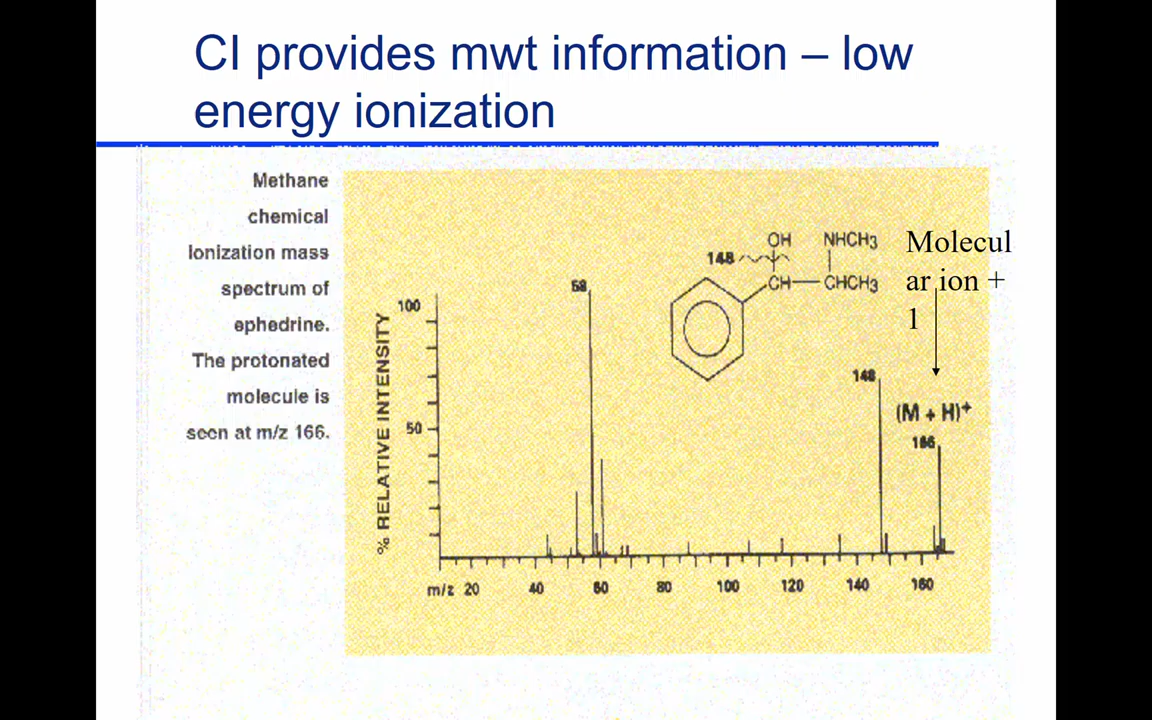 CI provides mwt information – low
energy ionization
Methane
chemical
ionization mass
spectrum of
ephedrine.
The protonated
molecule is
seen at m/z 166.
OH
NHCH3
148
CH
CHCH3
Molecul
ar ion +
1
58
100
148
(M + H)+
166
50
% RELATIVE INTENSITY
m/z 20 40 60 80 100 120 140 160